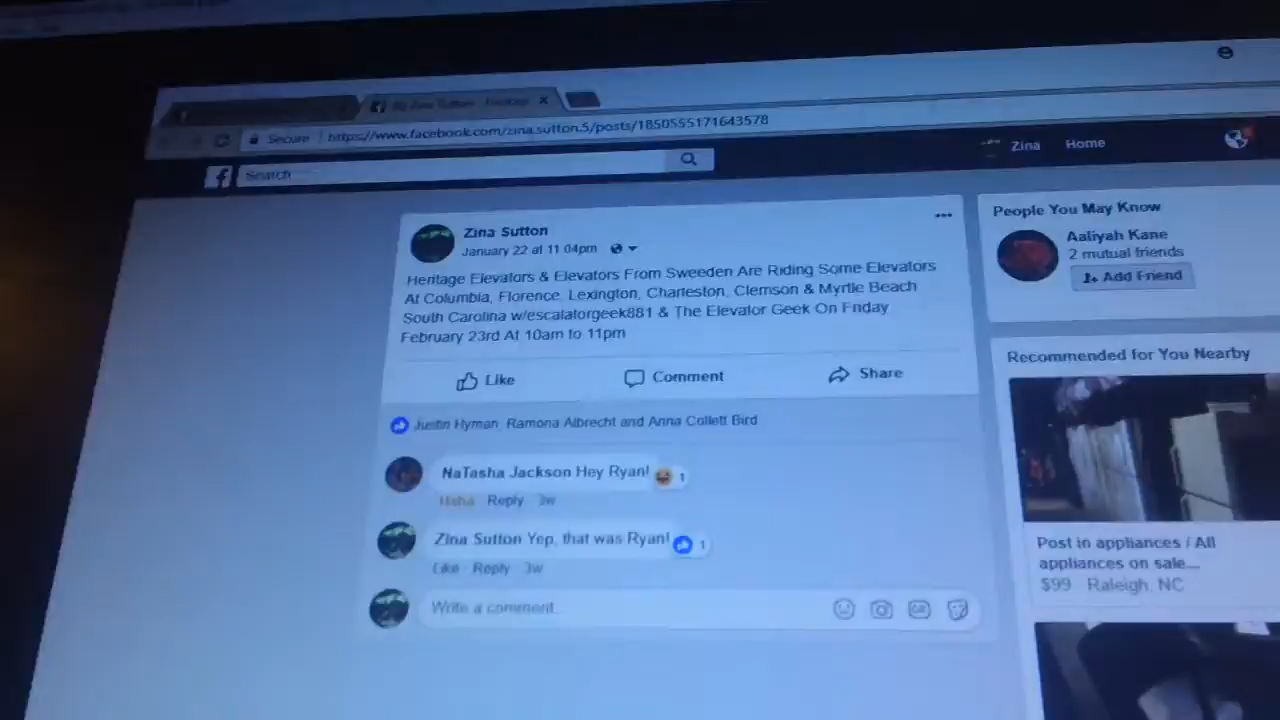 Secure https://www.facebook.com/zina.sutton.5/posts/1850555171643578
Search
Zina Home
Zina Sutton
January 22 at 11:04pm
Heritage Elevators & Elevators From Sweeden Are Riding Some Elevators
At Columbia, Florence, Lexington, Charleston, Clemson & Myrtle Beach
South Carolina w/escalatorgeek881 & The Elevator Geek On Friday
February 23rd At 10am to 11pm
Like Comment Share
Justin Hyman, Ramona Albrecht and Anna Collett Bird
NaTasha Jackson Hey Ryan! 1
Haha Reply 3w
Zina Sutton Yep, that was Ryan! 1
Like Reply 3w
Write a comment...
People You May Know
Aaliyah Kane
2 mutual friends
Add Friend
Recommended for You Nearby
Post in appliances / All
appliances on sale...
$99 Raleigh, NC